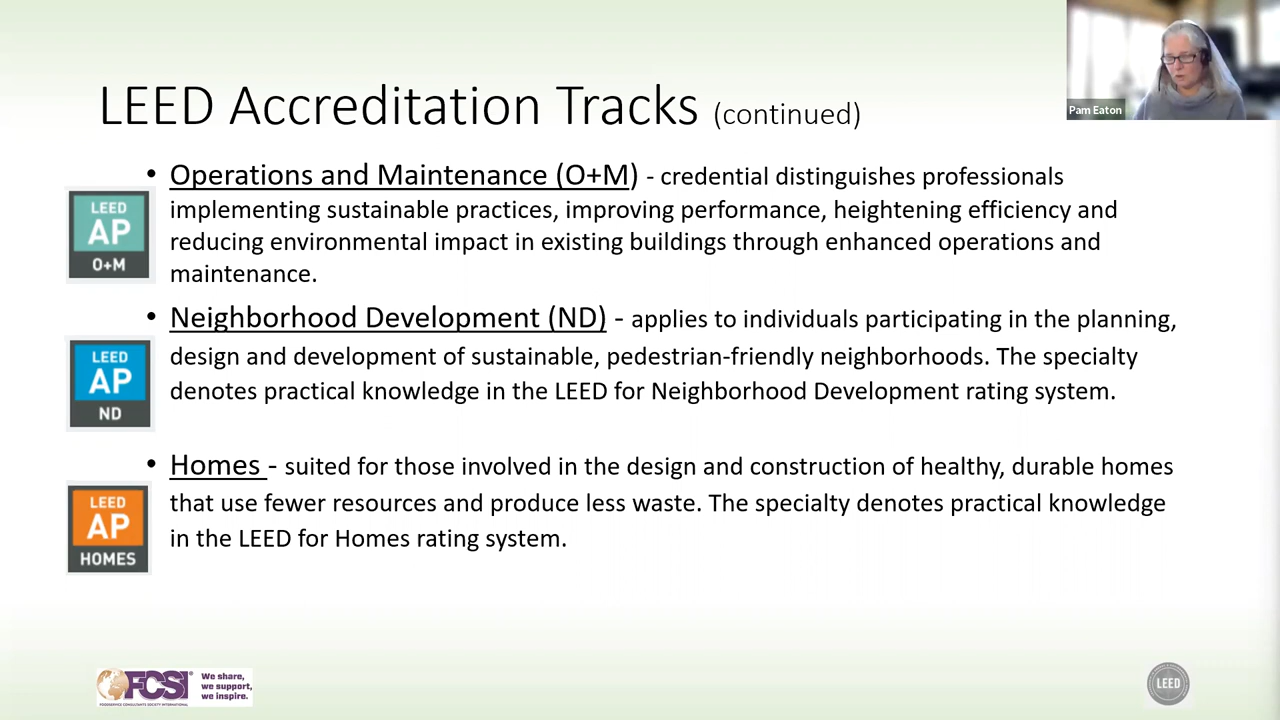 Pam Eaton
LEED Accreditation Tracks (continued)
• Operations and Maintenance (O+M) - credential distinguishes professionals
implementing sustainable practices, improving performance, heightening efficiency and
reducing environmental impact in existing buildings through enhanced operations and
maintenance.
LEED
AP
O+M
• Neighborhood Development (ND) - applies to individuals participating in the planning,
design and development of sustainable, pedestrian-friendly neighborhoods. The specialty
denotes practical knowledge in the LEED for Neighborhood Development rating system.
LEED
AP
ND
• Homes - suited for those involved in the design and construction of healthy, durable homes
that use fewer resources and produce less waste. The specialty denotes practical knowledge
in the LEED for Homes rating system.
LEED
AP
HOMES
FCSI®
FOODSERVICE CONSULTANTS SOCIETY INTERNATIONAL
We share,
we support,
we inspire.
LEED